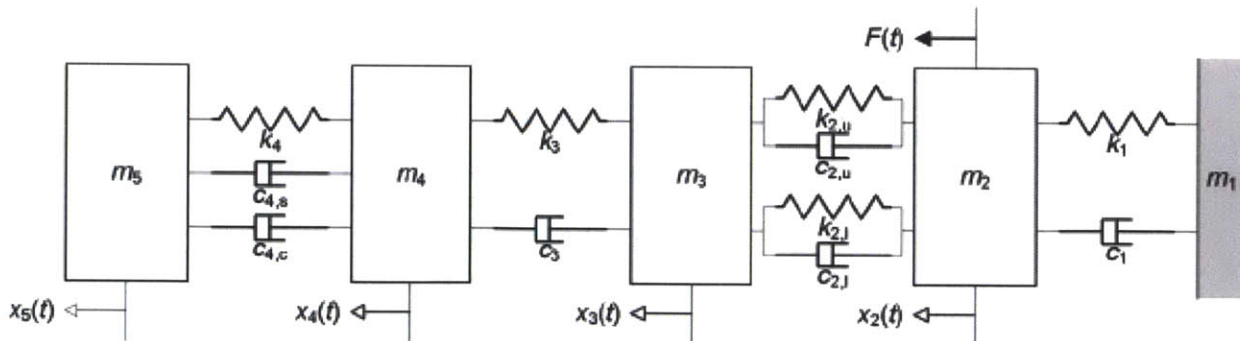 F(t)
k₄
k₃
k₂,ᵤ
k₁
c₂,ᵤ
m₅
m₄
m₃
m₂
m₁
c₄,ₛ
k₂,ₗ
c₄,c
c₃
c₂,ₗ
c₁
x₅(t)
x₄(t)
x₃(t)
x₂(t)